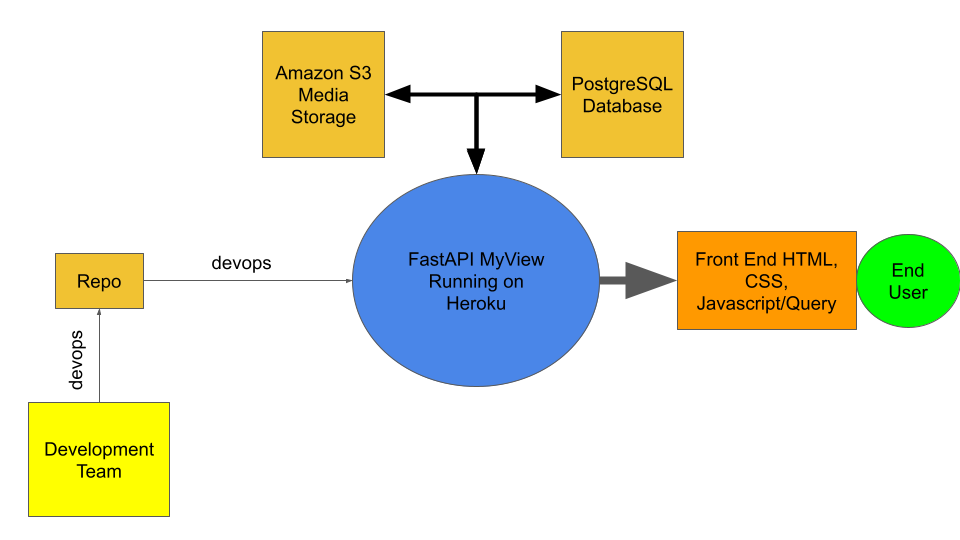 Amazon S3
Media
Storage
PostgreSQL
Database
FastAPI MyView
Running on
Heroku
Front End HTML,
CSS,
Javascript/Query
End
User
devops
Repo
devops
Development
Team